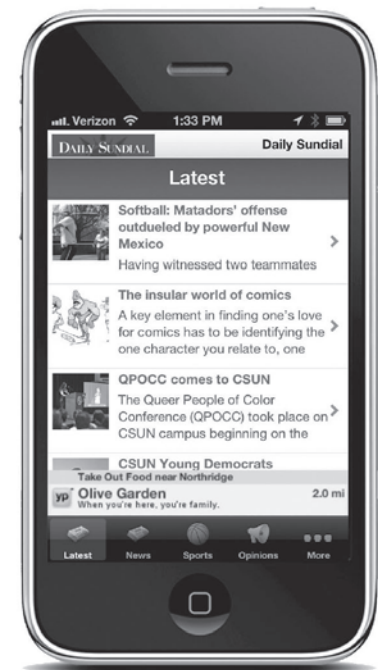 Verizon 1:33 PM
DAILY SUNDIAL Daily Sundial
Latest
Softball: Matadors' offense
outdueled by powerful New
Mexico
Having witnessed two teammates
The insular world of comics
A key element in finding one's love
for comics has to be identifying the
one character you relate to, one
QPOCC comes to CSUN
The Queer People of Color
Conference (QPOCC) took place on
CSUN campus beginning on the
CSUN Young Democrats
Take Out Food near Northridge
yp Olive Garden 2.0 mi
When you're here, you're family.
Latest News Sports Opinions More